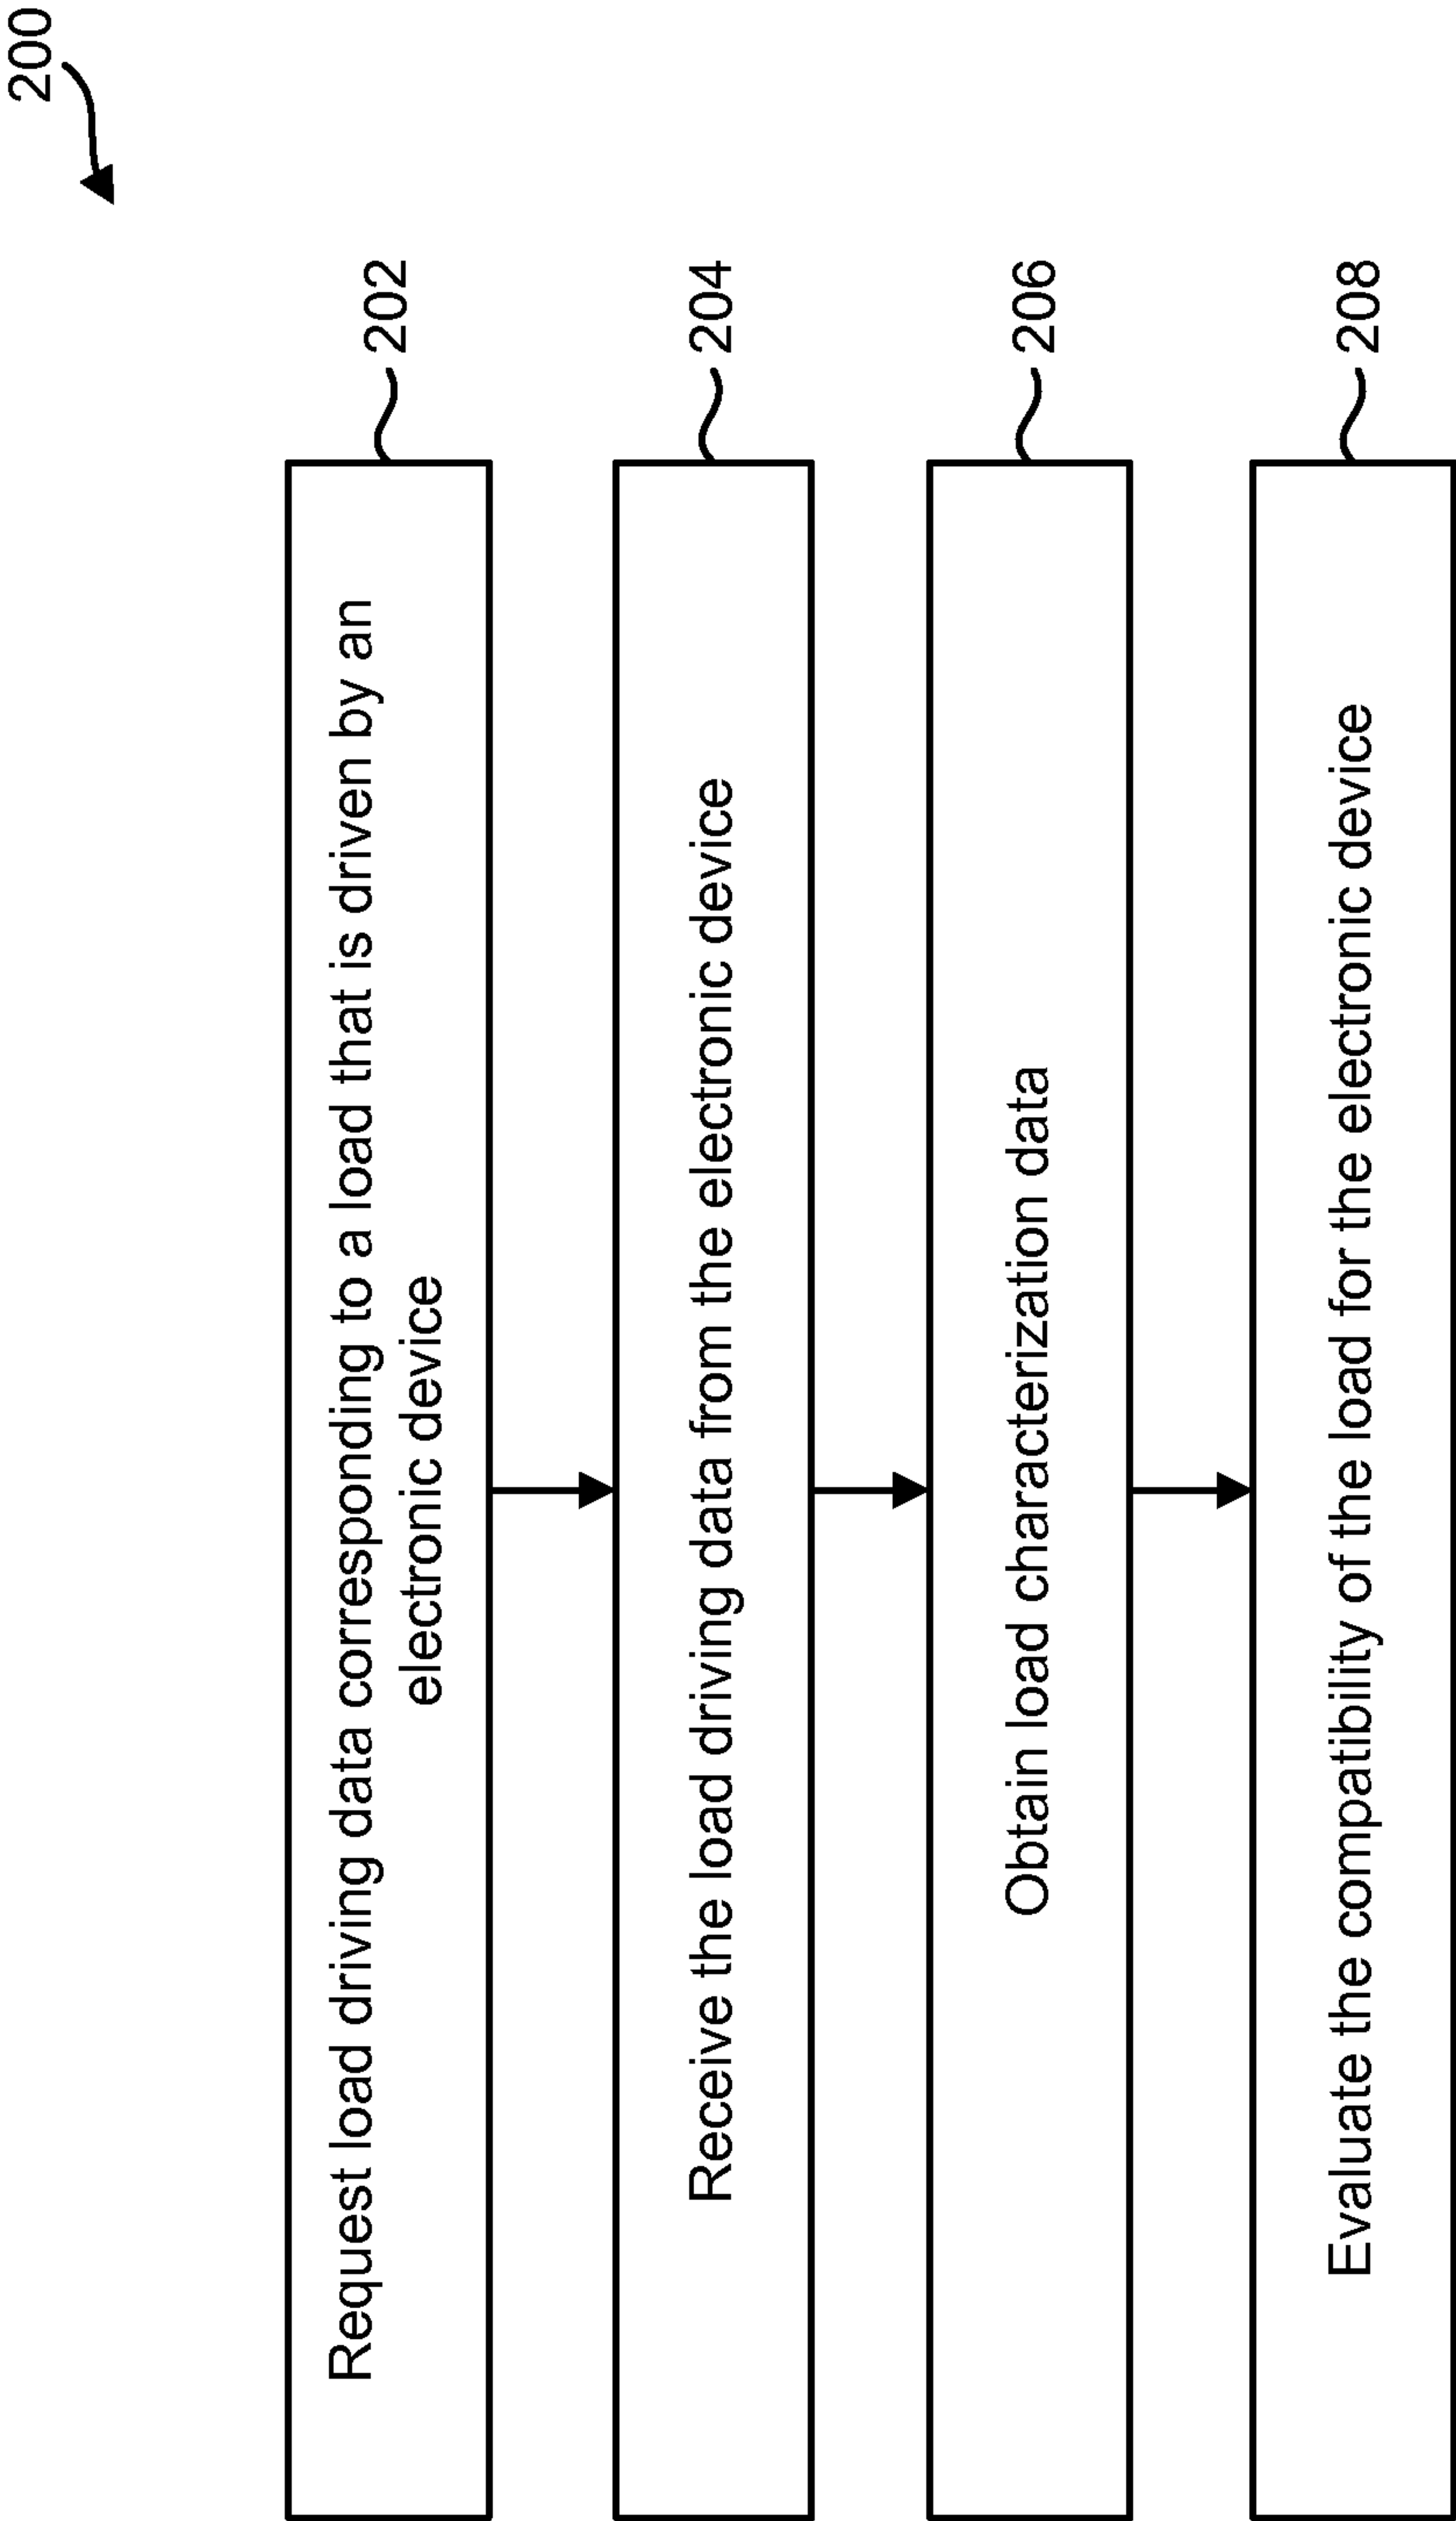 200
Request load driving data corresponding to a load that is driven by an
electronic device
202
Receive the load driving data from the electronic device
204
Obtain load characterization data
206
Evaluate the compatibility of the load for the electronic device
208